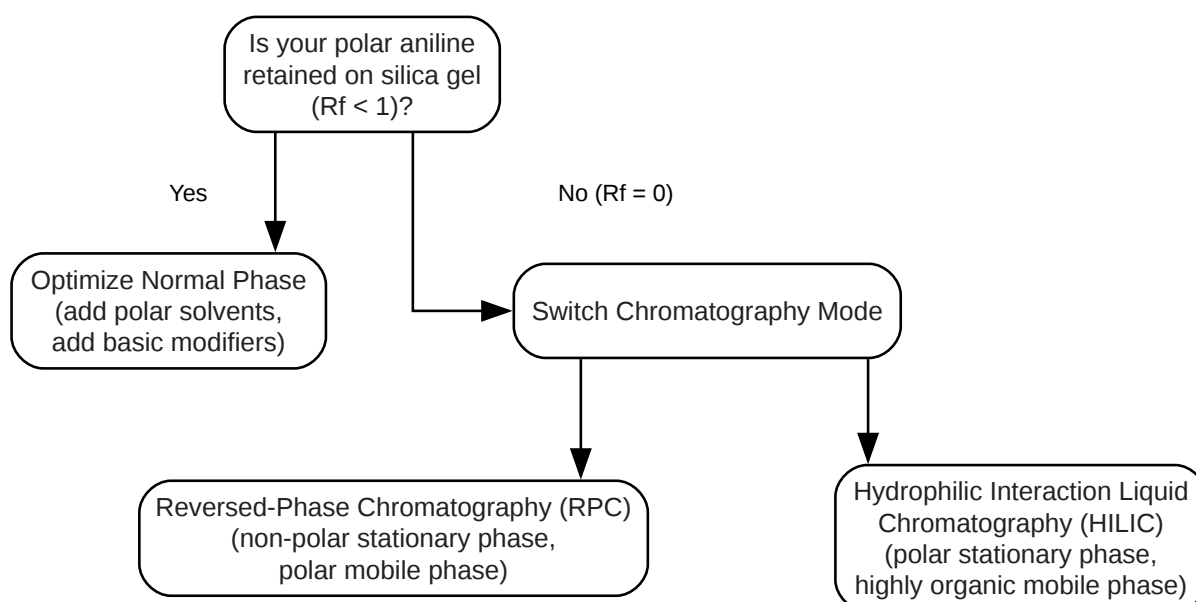 Is your polar aniline
retained on silica gel
(Rf < 1)?
Yes
No (Rf = 0)
Optimize Normal Phase
(add polar solvents,
add basic modifiers)
Switch Chromatography Mode
Reversed-Phase Chromatography (RPC)
(non-polar stationary phase,
polar mobile phase)
Hydrophilic Interaction Liquid
Chromatography (HILIC)
(polar stationary phase,
highly organic mobile phase)